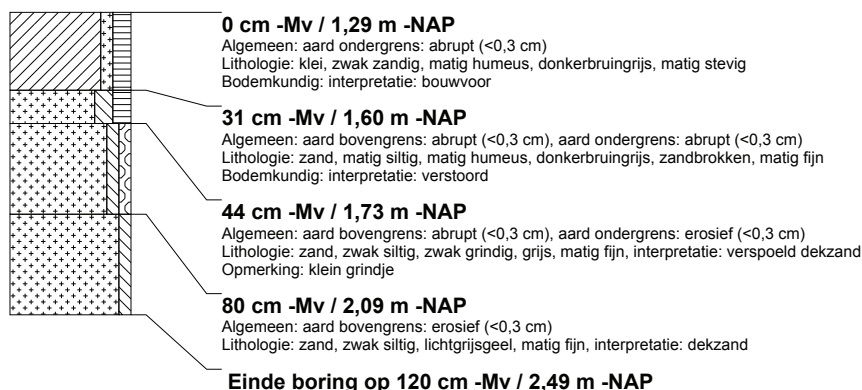 0 cm -Mv / 1,29 m -NAP
Algemeen: aard ondergrens: abrupt (<0,3 cm)
Lithologie: klei, zwak zandig, matig humeus, donkerbruingrijs, matig stevig
Bodemkundig: interpretatie: bouwvoor
31 cm -Mv / 1,60 m -NAP
Algemeen: aard bovengrens: abrupt (<0,3 cm), aard ondergrens: abrupt (<0,3 cm)
Lithologie: zand, matig siltig, matig humeus, donkerbruingrijs, zandbrokken, matig fijn
Bodemkundig: interpretatie: verstoord
44 cm -Mv / 1,73 m -NAP
Algemeen: aard bovengrens: abrupt (<0,3 cm), aard ondergrens: erosief (<0,3 cm)
Lithologie: zand, zwak siltig, zwak grindig, grijs, matig fijn, interpretatie: verspoeld dekzand
Opmerking: klein grindje
80 cm -Mv / 2,09 m -NAP
Algemeen: aard bovengrens: erosief (<0,3 cm)
Lithologie: zand, zwak siltig, lichtgrijsgeel, matig fijn, interpretatie: dekzand
Einde boring op 120 cm -Mv / 2,49 m -NAP